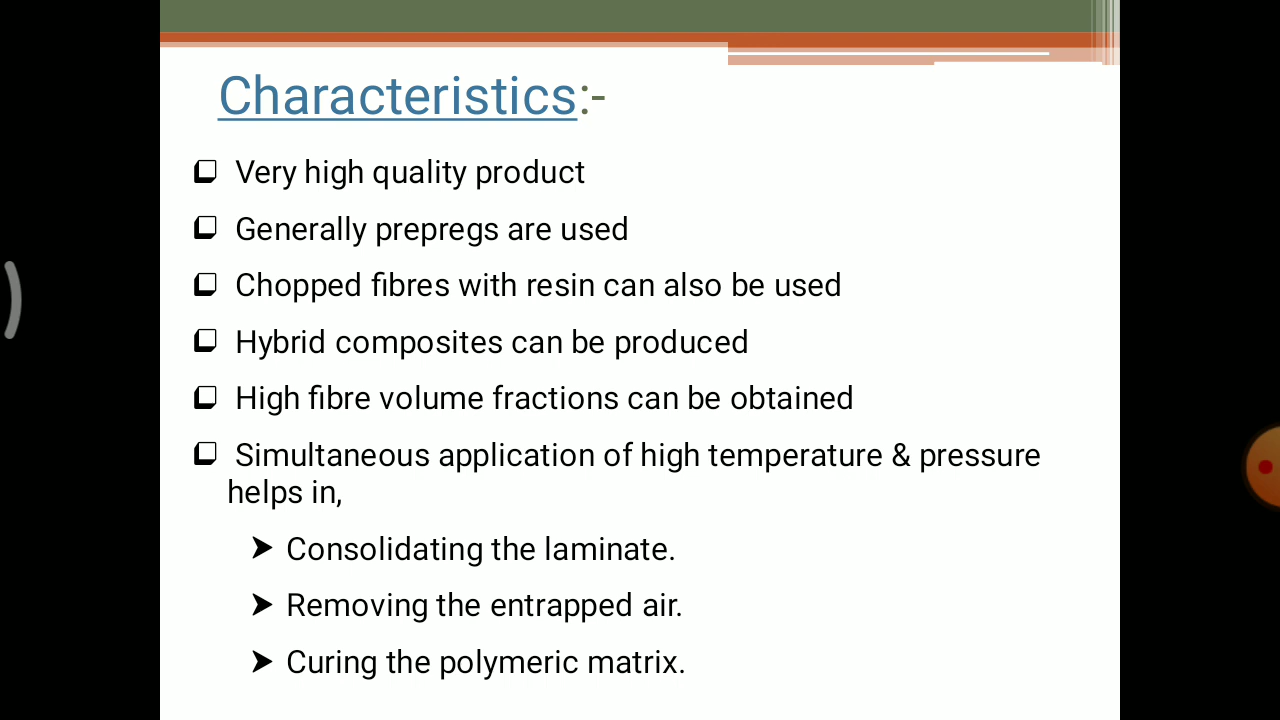 Characteristics:-
❑ Very high quality product
❑ Generally prepregs are used
❑ Chopped fibres with resin can also be used
❑ Hybrid composites can be produced
❑ High fibre volume fractions can be obtained
❑ Simultaneous application of high temperature & pressure
helps in,
➤ Consolidating the laminate.
➤ Removing the entrapped air.
➤ Curing the polymeric matrix.